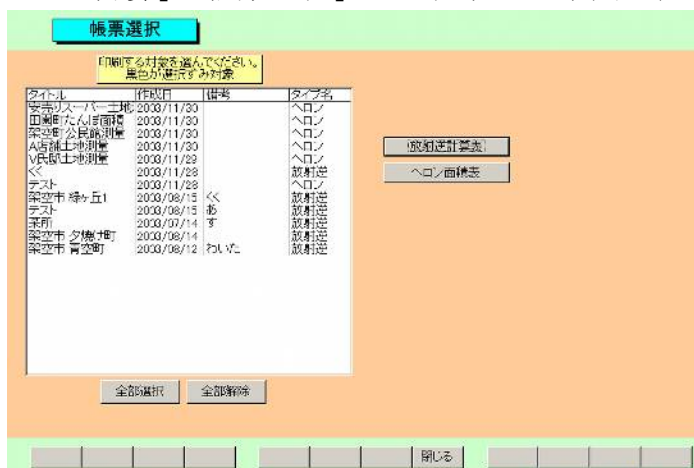 帳票選択
印刷する対象を選んでください。
黒色が選択ずみ対象
タイトル 作成日 備考 タイプ名
安売りスーパー土地 2003/11/30 ヘロン
田園町たんぼ面積 2003/11/30 ヘロン
架空町公民館測量 2003/11/30 ヘロン
A店舗土地測量 2003/11/30 ヘロン
V氏邸土地測量 2003/11/29 ヘロン
<< 2003/11/28 放射逆
テスト 2003/11/28 ヘロン
架空市 緑ヶ丘1 2003/08/15 << 放射逆
テスト 2003/08/15 あ 放射逆
某所 2003/07/14 す 放射逆
架空市 夕焼け町 2003/08/14 放射逆
架空市 青空町 2003/08/12 わいた 放射逆
放射逆計算表
ヘロン面積表
全部選択 全部解除
閉じる